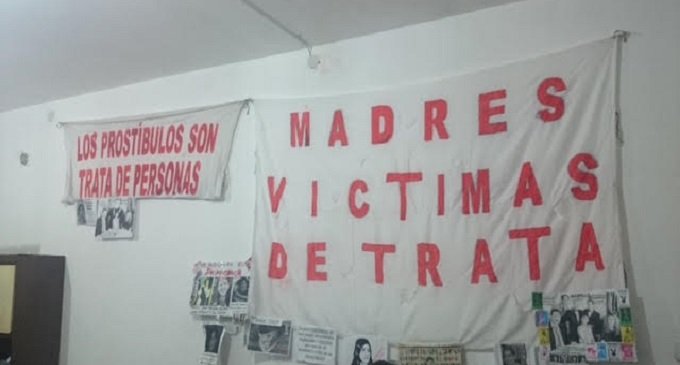 LOS PROSTÍBULOS SON
TRATA DE PERSONAS
MADRES
VICTIMAS
DE TRATA